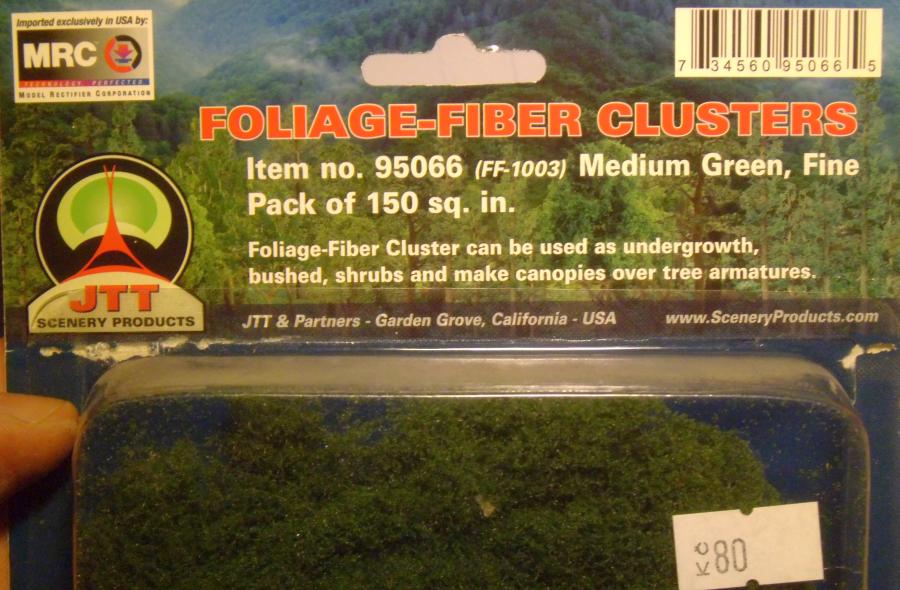 Imported exclusively in USA by:
MRC
TECHNOLOGY PERFECTED
MODEL RECTIFIER CORPORATION
7 34560 95066 5
FOLIAGE-FIBER CLUSTERS
Item no. 95066 (FF-1003) Medium Green, Fine
Pack of 150 sq. in.
Foliage-Fiber Cluster can be used as undergrowth,
bushed, shrubs and make canopies over tree armatures.
JTT
SCENERY PRODUCTS
JTT & Partners - Garden Grove, California - USA
www.SceneryProducts.com
Kč 80